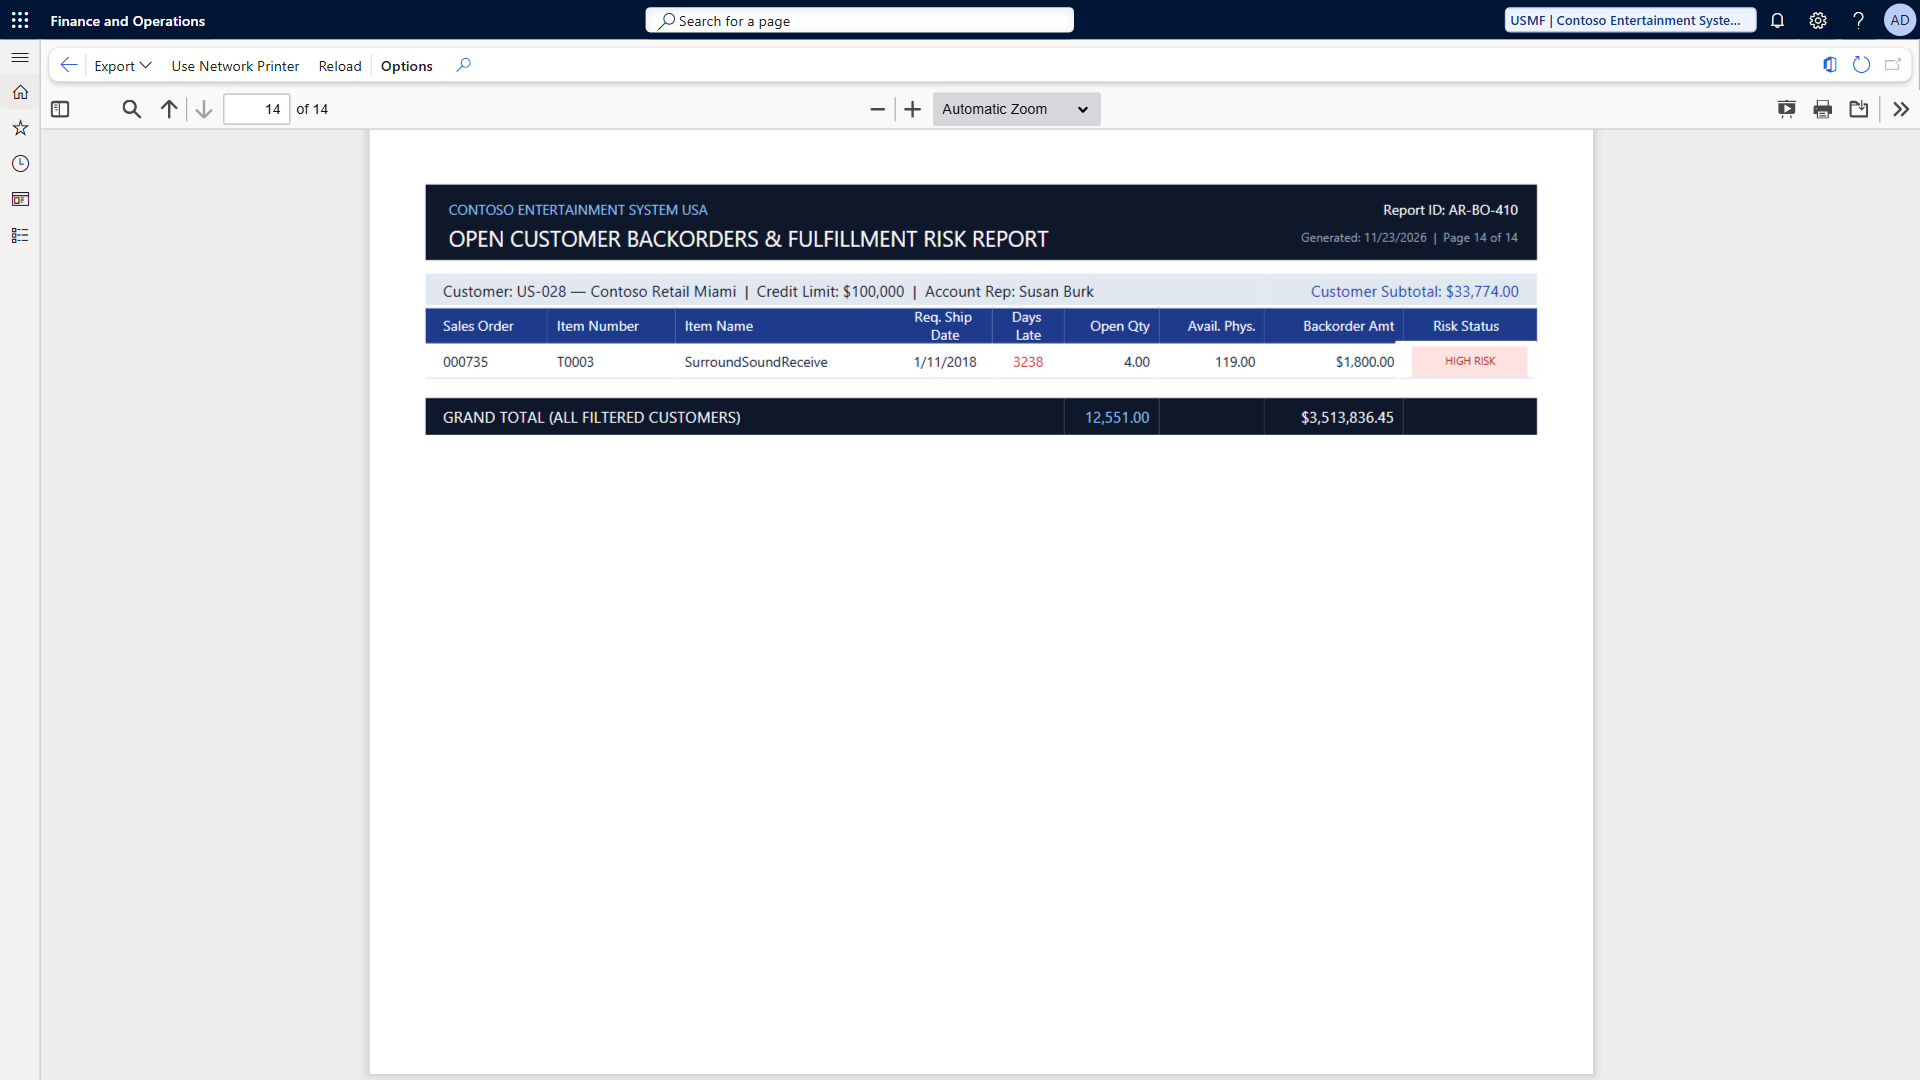 Finance and Operations
Search for a page
USMF | Contoso Entertainment Syste...
AD
Export
Use Network Printer
Reload
Options
14 of 14
Automatic Zoom
CONTOSO ENTERTAINMENT SYSTEM USA
Report ID: AR-BO-410
OPEN CUSTOMER BACKORDERS & FULFILLMENT RISK REPORT
Generated: 11/23/2026 | Page 14 of 14
Customer: US-028 — Contoso Retail Miami | Credit Limit: $100,000 | Account Rep: Susan Burk
Customer Subtotal: $33,774.00
Sales Order Item Number Item Name Req. Ship Date Days Late Open Qty Avail. Phys. Backorder Amt Risk Status
000735 T0003 SurroundSoundReceive 1/11/2018 3238 4.00 119.00 $1,800.00 HIGH RISK
GRAND TOTAL (ALL FILTERED CUSTOMERS) 12,551.00 $3,513,836.45